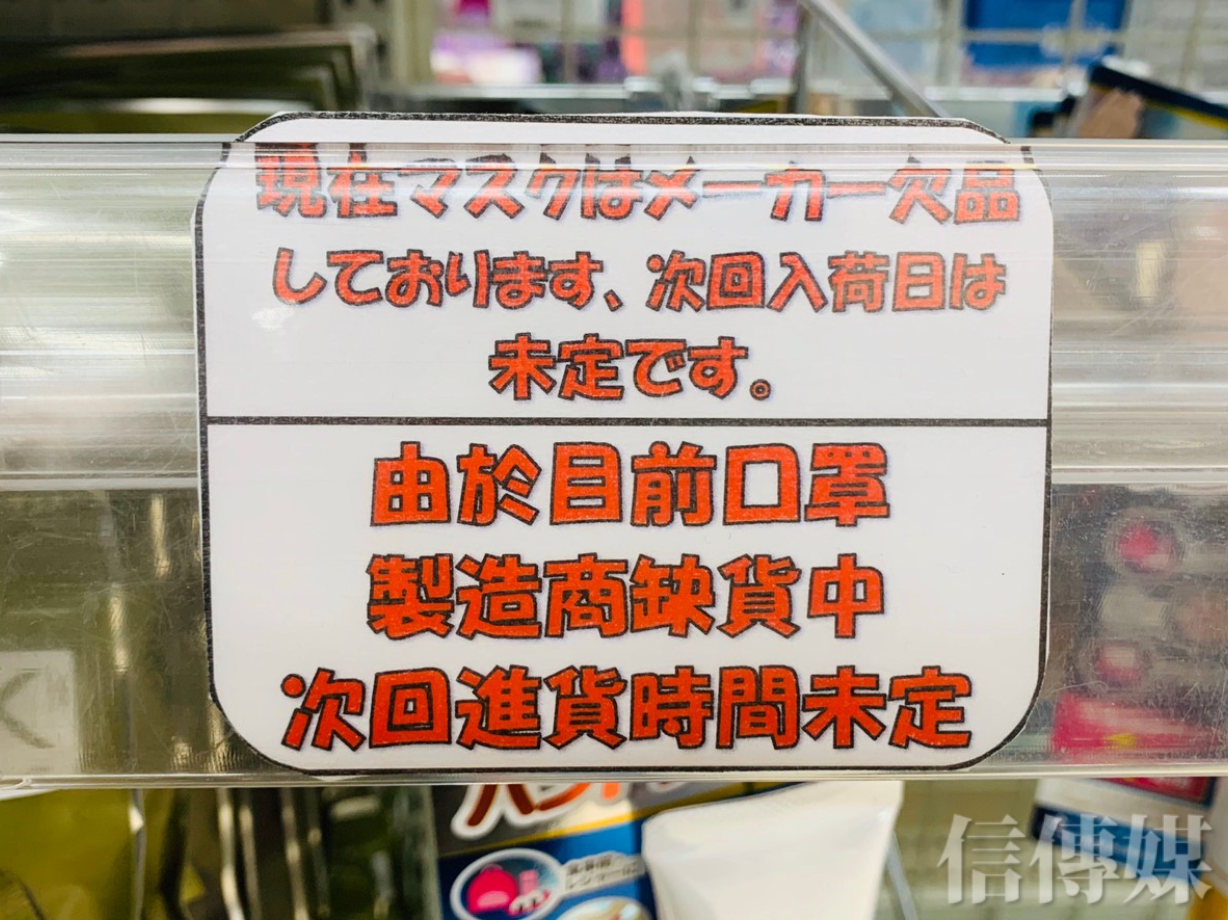 現在マスクはメーカー欠品
しております、次回入荷日は
未定です。
由於目前口罩
製造商缺貨中
次回進貨時間未定
信傳媒